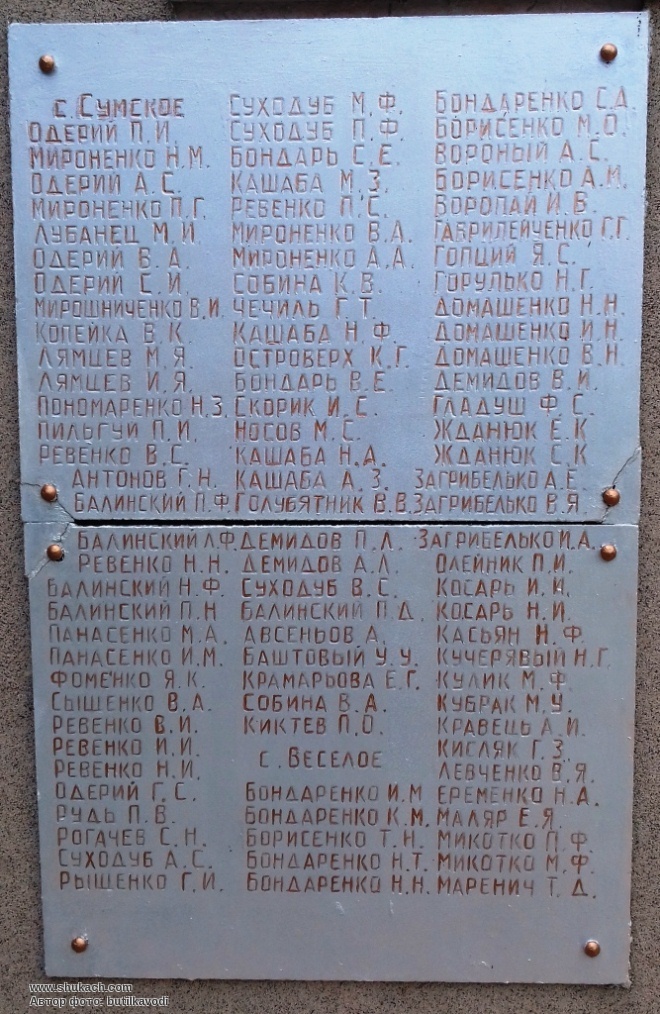 с. Сумское
Одерий П.И.
Мироненко Н.М.
Одерий А.С.
Мироненко П.Г.
Лубанец М.И.
Одерий В.А.
Одерий С.И.
Мирошниченко В.И.
Копейка В.К.
Лямцев М.Я.
Лямцев И.Я.
Пономаренко Н.З.
Пильгуй П.И.
Ревенко В.С.
Антонов Г.Н.
Балинский П.Ф.
Балинский Л.Ф.
Ревенко Н.Н.
Балинский Н.Ф.
Балинский П.Н
Панасенко М.А.
Панасенко И.М.
Фоменко Я.К.
Сыщенко В.А.
Ревенко В.И.
Ревенко И.И.
Ревенко Н.И.
Одерий Г.С.
Рудь П.В.
Рогачев С.Н.
Суходуб А.С.
Рыщенко Г.И.
Суходуб М.Ф.
Суходуб П.Ф.
Бондарь С.Е.
Кашаба М.З.
Ревенко П.С.
Мироненко В.А.
Мироненко А.А.
Собина К.В.
Чечиль Г.Т.
Кашаба Н.Ф.
Островерх К.Г.
Бондарь В.Е.
Скорик И.С.
Носов М.С.
Кашаба Н.А.
Кашаба А.З.
Голубятник В.В.
Демидов П.Л.
Демидов А.Л.
Суходуб В.С.
Балинский П.Д.
Авсеньов А.
Баштовый У.У.
Крамарьова Е.Г.
Собина В.А.
Киктев П.О.
с. Веселое
Бондаренко И.М
Бондаренко К.М.
Борисенко Т.Н.
Бондаренко Н.Т.
Бондаренко Н.Н.
Бондаренко С.Д.
Борисенко М.О.
Вороный А.С.
Борисенко А.М.
Воропай И.В.
Гаврилейченко Г.Г.
Гопций Я.С.
Горулько Н.Г.
Домашенко Н.Н.
Домашенко И.Н.
Домашенко В.Н.
Демидов В.И.
Гладуш Ф.С.
Жданюк Е.К
Жданюк С.К
Загрибелько А.Е.
Загрибелько В.Я.
Загрибелько И.А.
Олейник П.И.
Косарь И.И.
Косарь Н.И.
Касьян Н.Ф.
Кучерявый Н.Г.
Кулик М.Ф.
Кубрак М.У.
Кравець А.И.
Кисляк Г.З.
Левченко В.Я.
Еременко Н.А.
Маляр Е.Я.
Микотко П.Ф.
Микотко М.Ф.
Маренич Т.Д.
www.shukach.com
Автор фото: butilkavodi